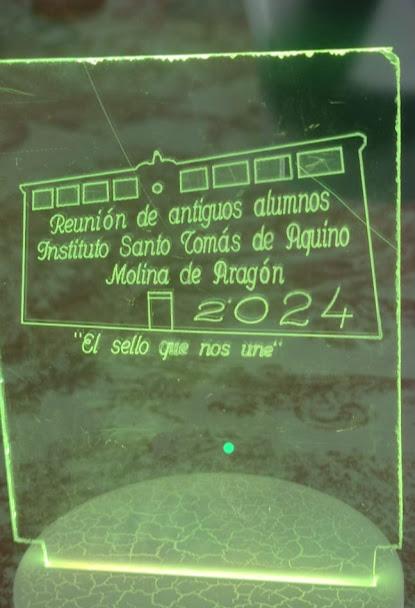 Reunión de antiguos alumnos
Instituto Santo Tomás de Aquino
Molina de Aragón
2024
"El sello que nos une"